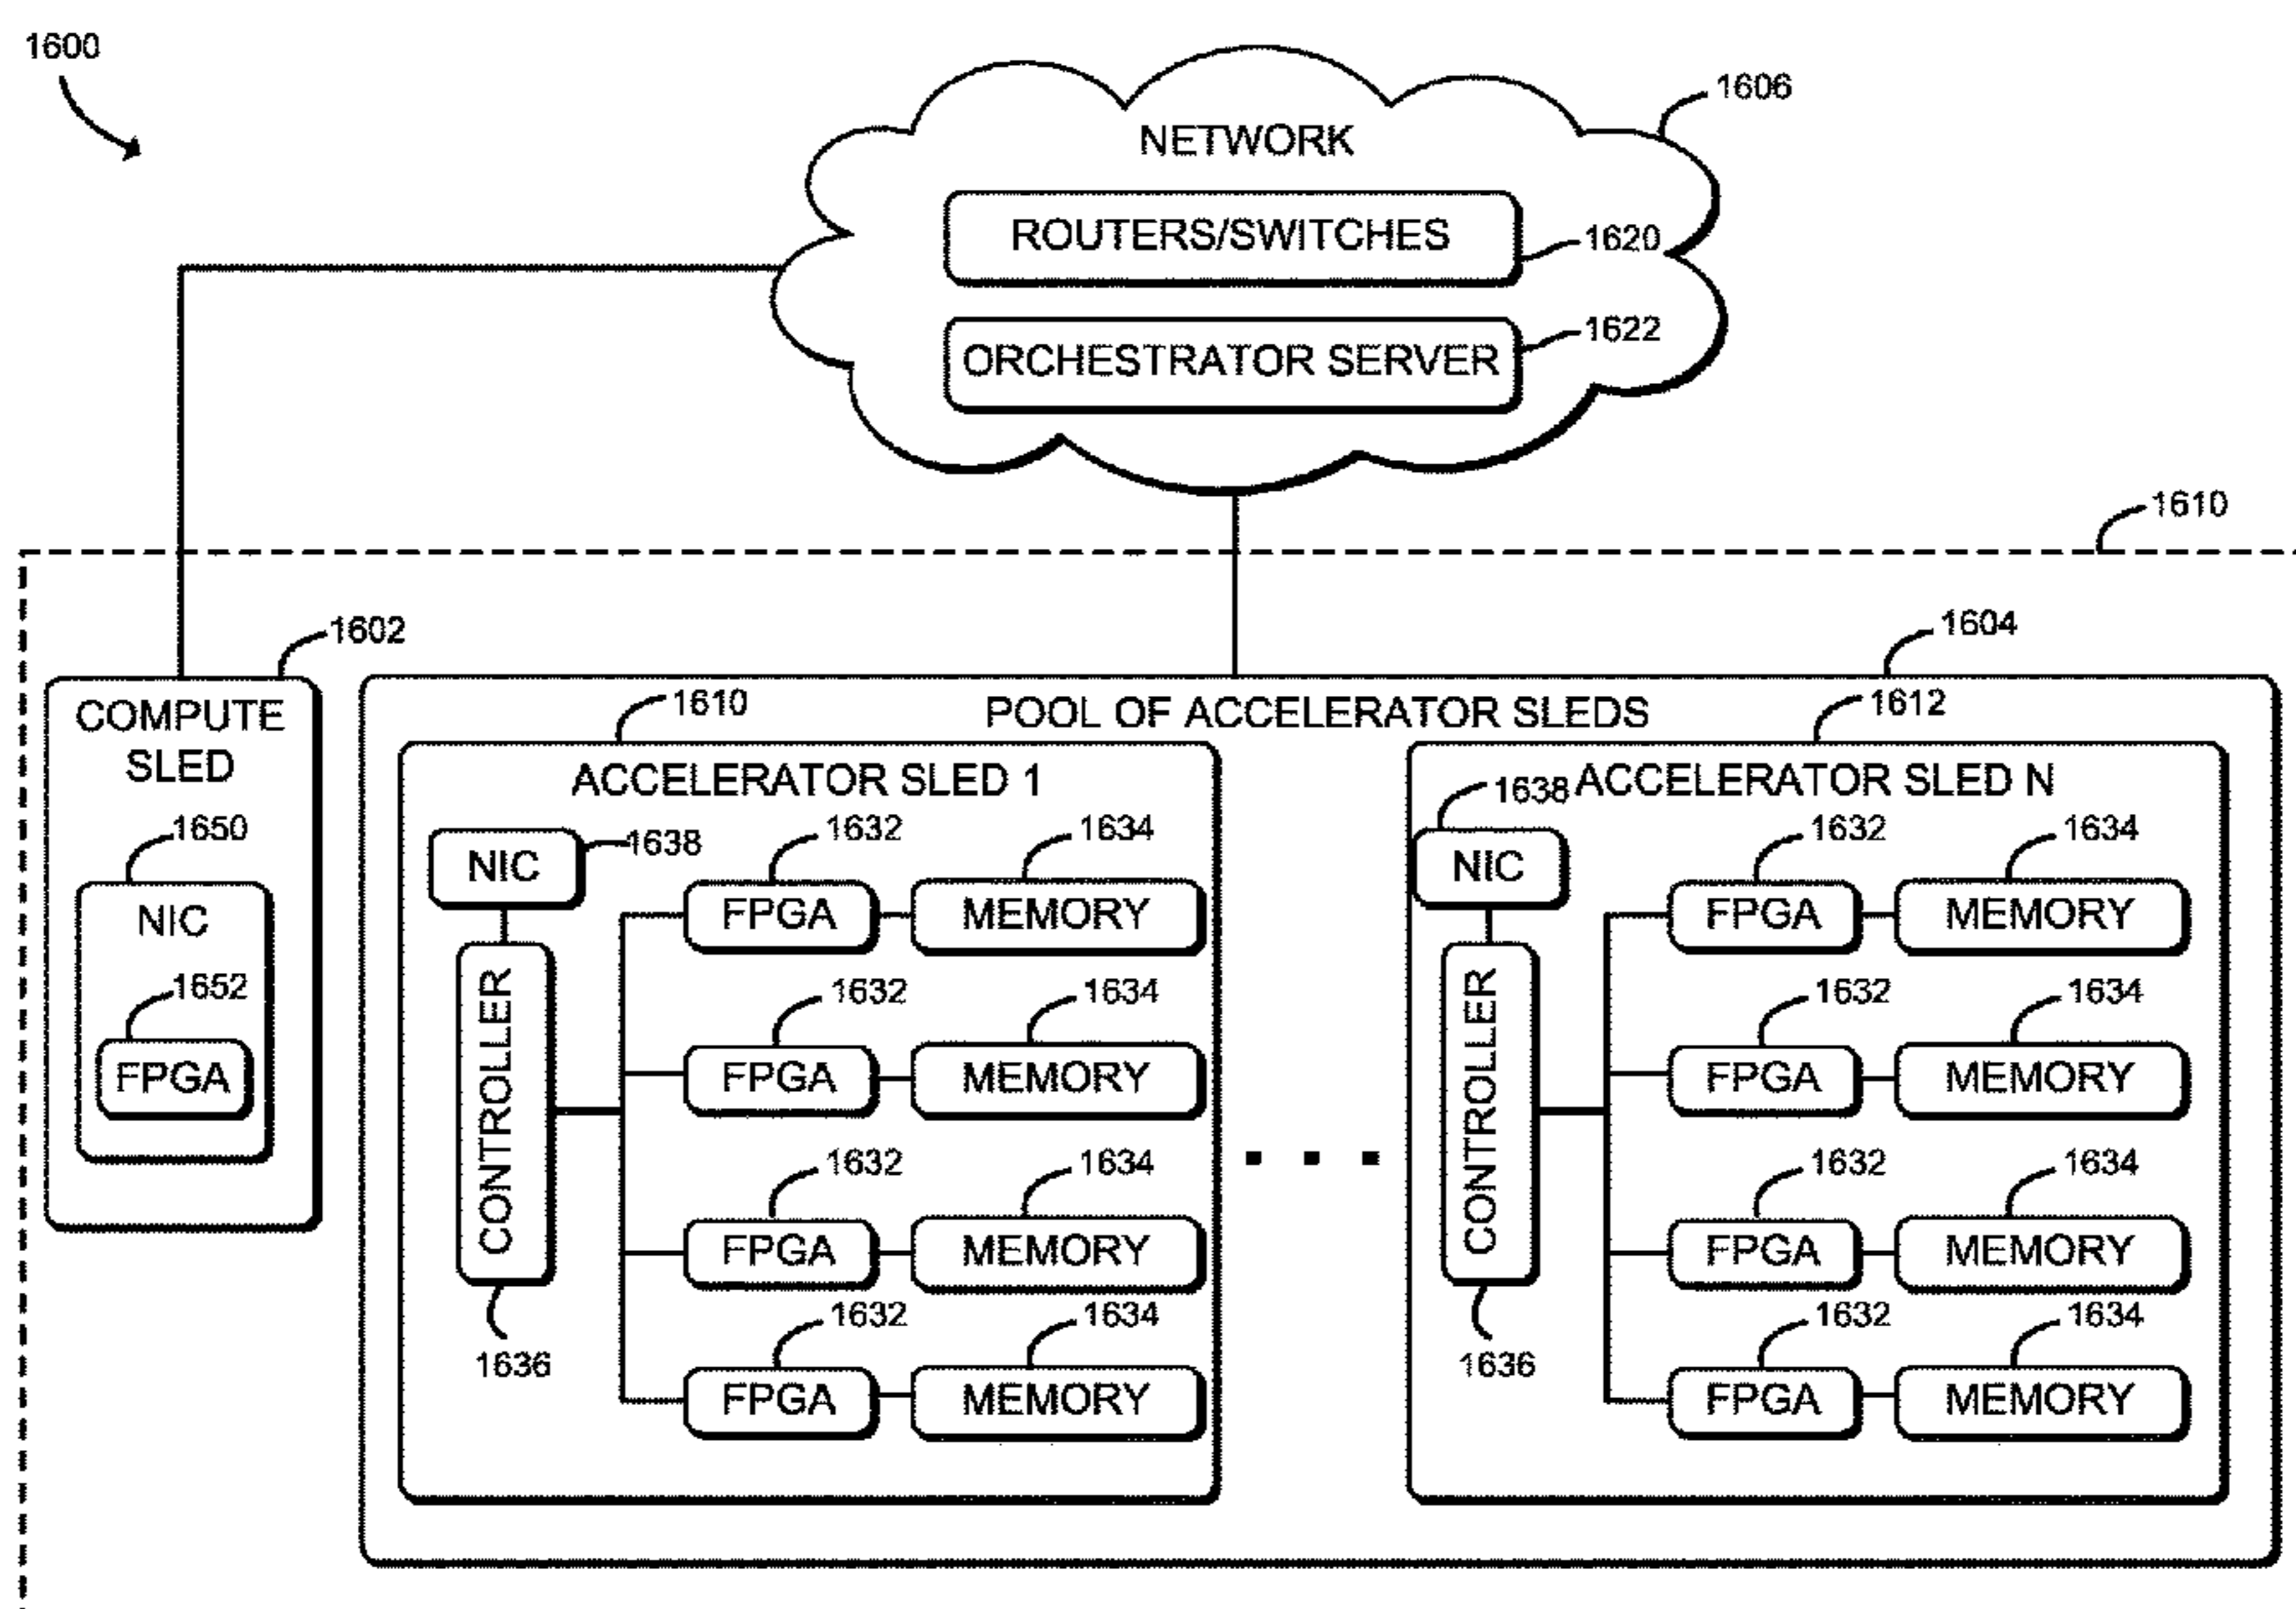 1600
1606
NETWORK
ROUTERS/SWITCHES
1620
1622
ORCHESTRATOR SERVER
1610
1602
1604
COMPUTE
SLED
1650
NIC
1652
FPGA
POOL OF ACCELERATOR SLEDS
1610
ACCELERATOR SLED 1
1638
NIC
CONTROLLER
1636
1632
1634
FPGA
MEMORY
1632
1634
FPGA
MEMORY
1632
1634
FPGA
MEMORY
1632
1634
FPGA
MEMORY
1612
ACCELERATOR SLED N
1638
NIC
CONTROLLER
1636
1632
1634
FPGA
MEMORY
1632
1634
FPGA
MEMORY
1632
1634
FPGA
MEMORY
1632
1634
FPGA
MEMORY